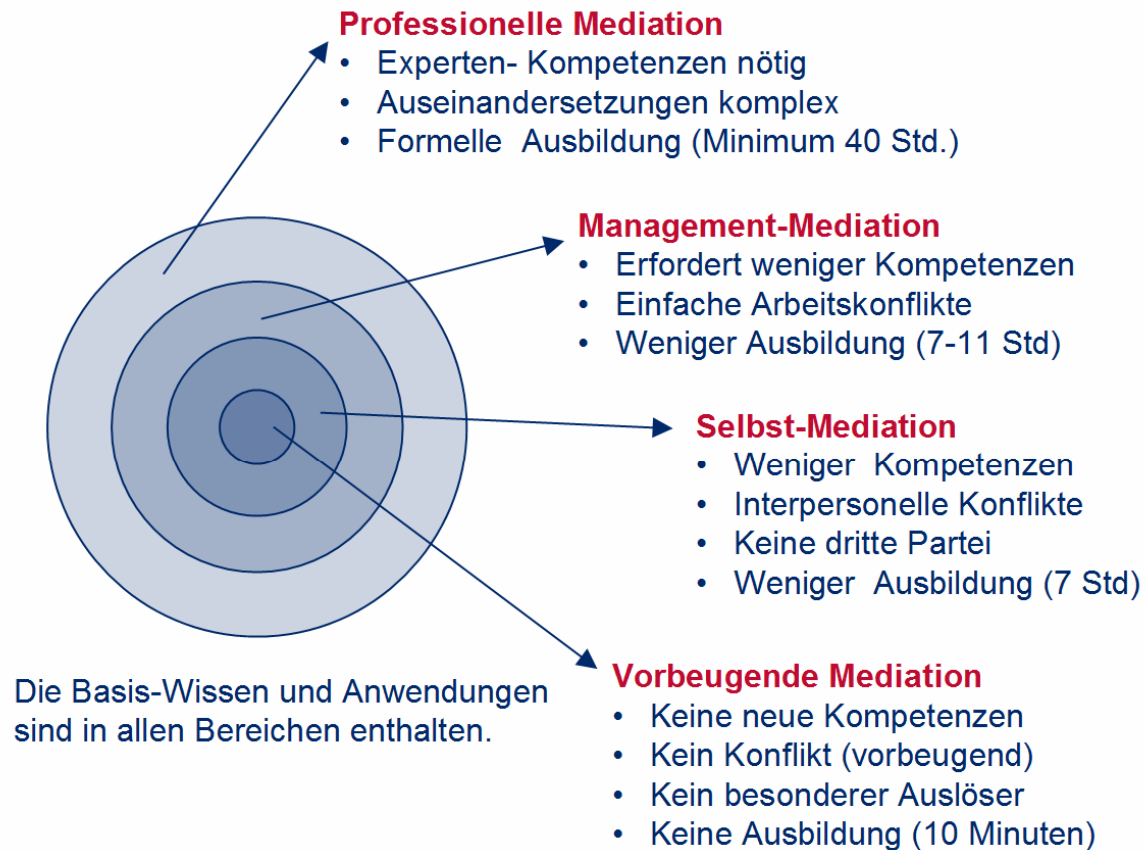 Professionelle Mediation
• Experten- Kompetenzen nötig
• Auseinandersetzungen komplex
• Formelle Ausbildung (Minimum 40 Std.)
Management-Mediation
• Erfordert weniger Kompetenzen
• Einfache Arbeitskonflikte
• Weniger Ausbildung (7-11 Std)
Selbst-Mediation
• Weniger Kompetenzen
• Interpersonelle Konflikte
• Keine dritte Partei
• Weniger Ausbildung (7 Std)
Vorbeugende Mediation
• Keine neue Kompetenzen
• Kein Konflikt (vorbeugend)
• Kein besonderer Auslöser
• Keine Ausbildung (10 Minuten)
Die Basis-Wissen und Anwendungen
sind in allen Bereichen enthalten.